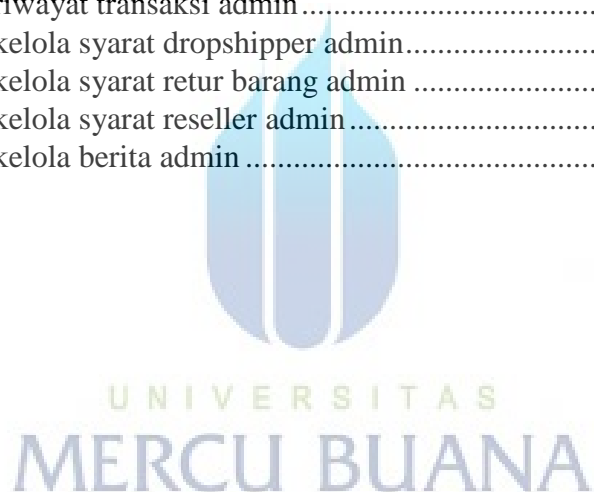 riwayat transaksi admin................................
kelola syarat dropshipper admin.....................
kelola syarat retur barang admin ....................
kelola syarat reseller admin............................
kelola berita admin ........................................
UNIVERSITAS
MERCU BUANA